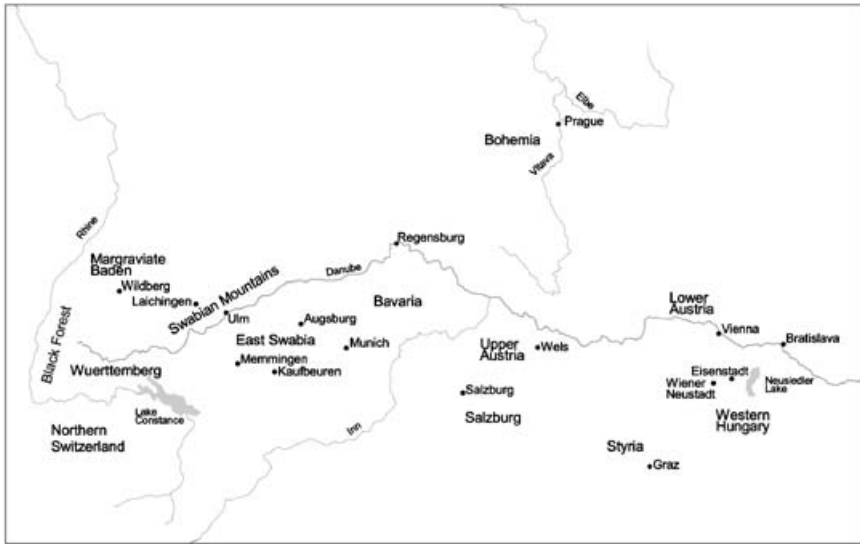 Elbe
Prague
Bohemia
Vltava
Rhine
Regensburg
Margraviate
Baden
Danube
Wildberg
Laichingen
Swabian Mountains
Bavaria
Lower
Austria
Black Forest
Ulm
Augsburg
Vienna
East Swabia
Munich
Upper
Austria
Wels
Bratislava
Memmingen
Kaufbeuren
Wuerttemberg
Eisenstadt
Wiener
Neustadt
Neusiedler
Lake
Salzburg
Lake
Constance
Salzburg
Western
Hungary
Northern
Switzerland
Inn
Styria
Graz